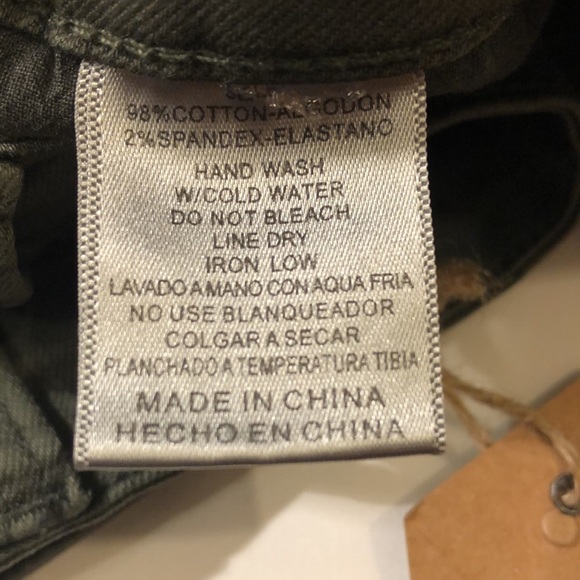 98%COTTON-ALGODON
2%SPANDEX-ELASTANO
HAND WASH
W/COLD WATER
DO NOT BLEACH
LINE DRY
IRON LOW
LAVADO A MANO CON AQUA FRIA
NO USE BLANQUEADOR
COLGAR A SECAR
PLANCHADO A TEMPERATURA TIBIA
MADE IN CHINA
HECHO EN CHINA